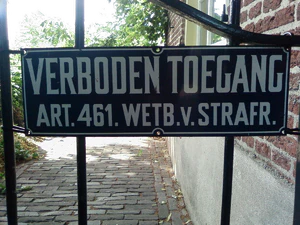 VERBODEN TOEGANG
ART. 461. WETB. v. STRAFR.